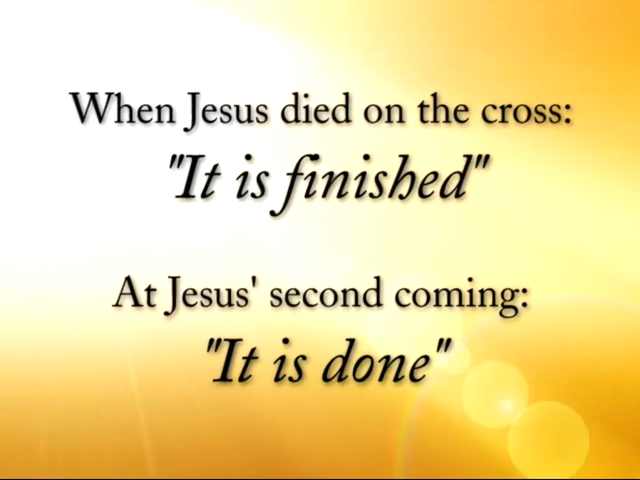 When Jesus died on the cross:
"It is finished"
At Jesus' second coming:
"It is done"